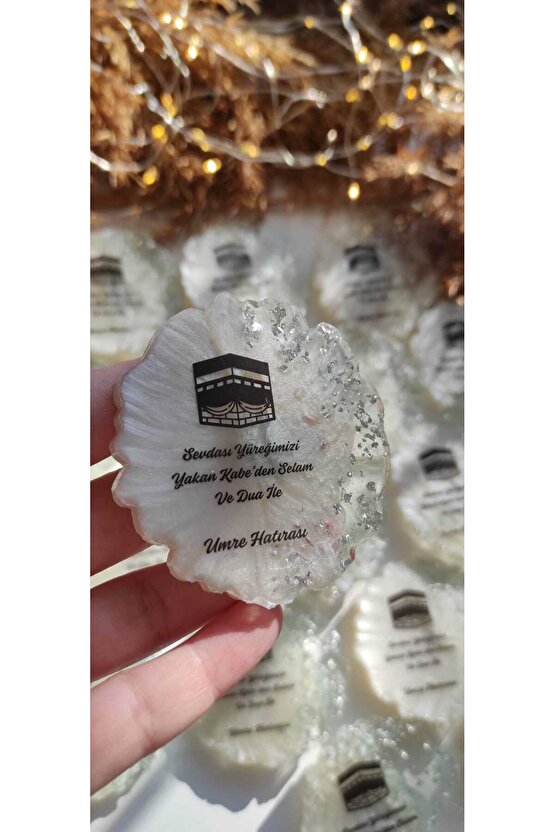 Sevdası Yüreğimizi
Yakan Kabe'den Selam
Ve Dua İle
Umre Hatırası